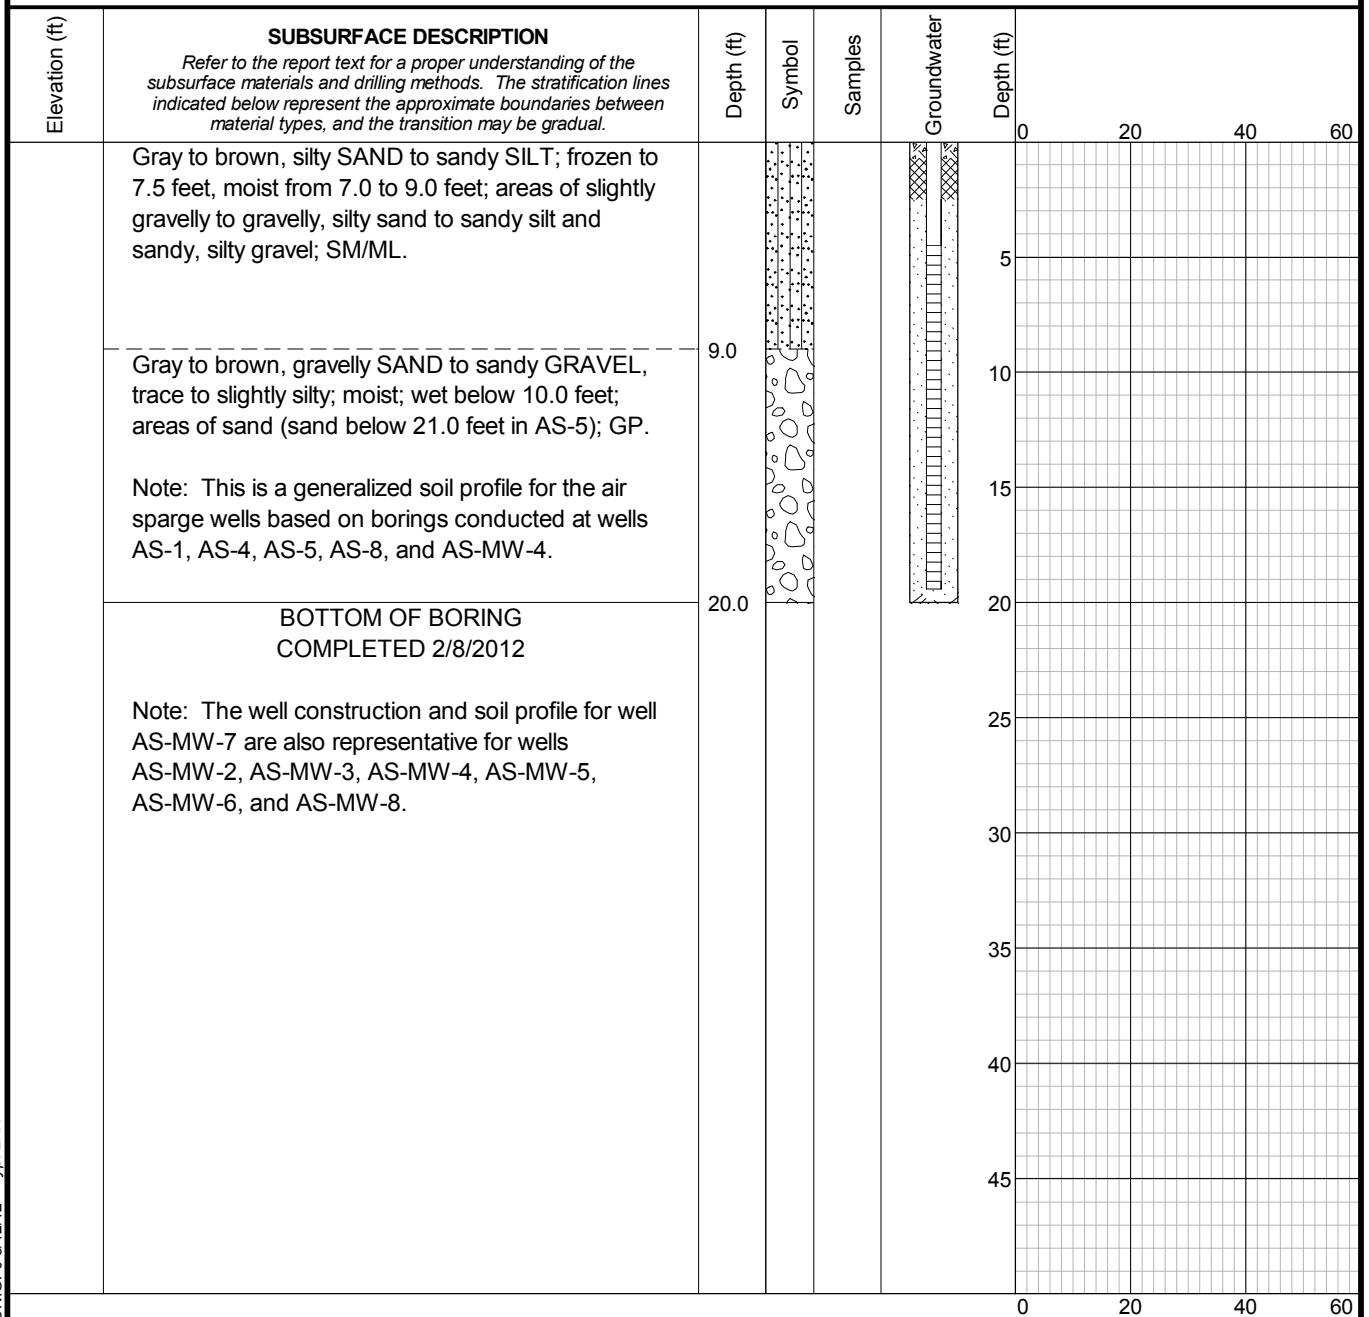 Elevation (ft)
SUBSURFACE DESCRIPTION
Refer to the report text for a proper understanding of the
subsurface materials and drilling methods.  The stratification lines
indicated below represent the approximate boundaries between
material types, and the transition may be gradual.
Depth (ft)
Symbol
Samples
Groundwater
Depth (ft)
0 20 40 60
Gray to brown, silty SAND to sandy SILT; frozen to
7.5 feet, moist from 7.0 to 9.0 feet; areas of slightly
gravelly to gravelly, silty sand to sandy silt and
sandy, silty gravel; SM/ML.
5
9.0
Gray to brown, gravelly SAND to sandy GRAVEL,
trace to slightly silty; moist; wet below 10.0 feet;
areas of sand (sand below 21.0 feet in AS-5); GP.
10
Note:  This is a generalized soil profile for the air
sparge wells based on borings conducted at wells
AS-1, AS-4, AS-5, AS-8, and AS-MW-4.
15
20.0
20
BOTTOM OF BORING
COMPLETED 2/8/2012
Note:  The well construction and soil profile for well
AS-MW-7 are also representative for wells
AS-MW-2, AS-MW-3, AS-MW-4, AS-MW-5,
AS-MW-6, and AS-MW-8.
25
30
35
40
45
0 20 40 60